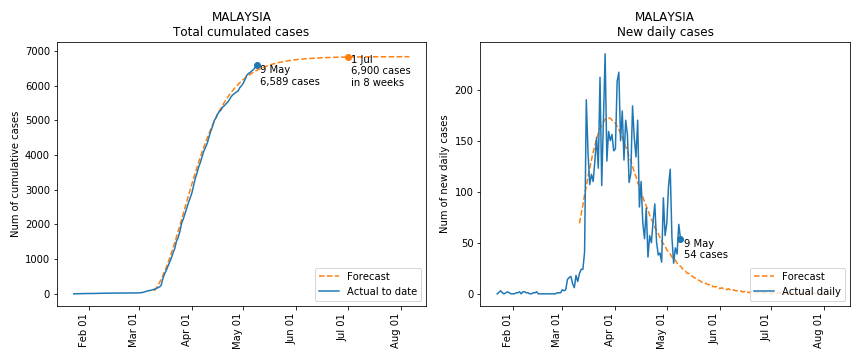 MALAYSIA
Total cumulated cases
Num of cumulative cases
7000
6000
5000
4000
3000
2000
1000
0
9 May
6,589 cases
1 Jul
6,900 cases
in 8 weeks
Forecast
Actual to date
Feb 01
Mar 01
Apr 01
May 01
Jun 01
Jul 01
Aug 01
MALAYSIA
New daily cases
Num of new daily cases
200
150
100
50
0
9 May
54 cases
Forecast
Actual daily
Feb 01
Mar 01
Apr 01
May 01
Jun 01
Jul 01
Aug 01